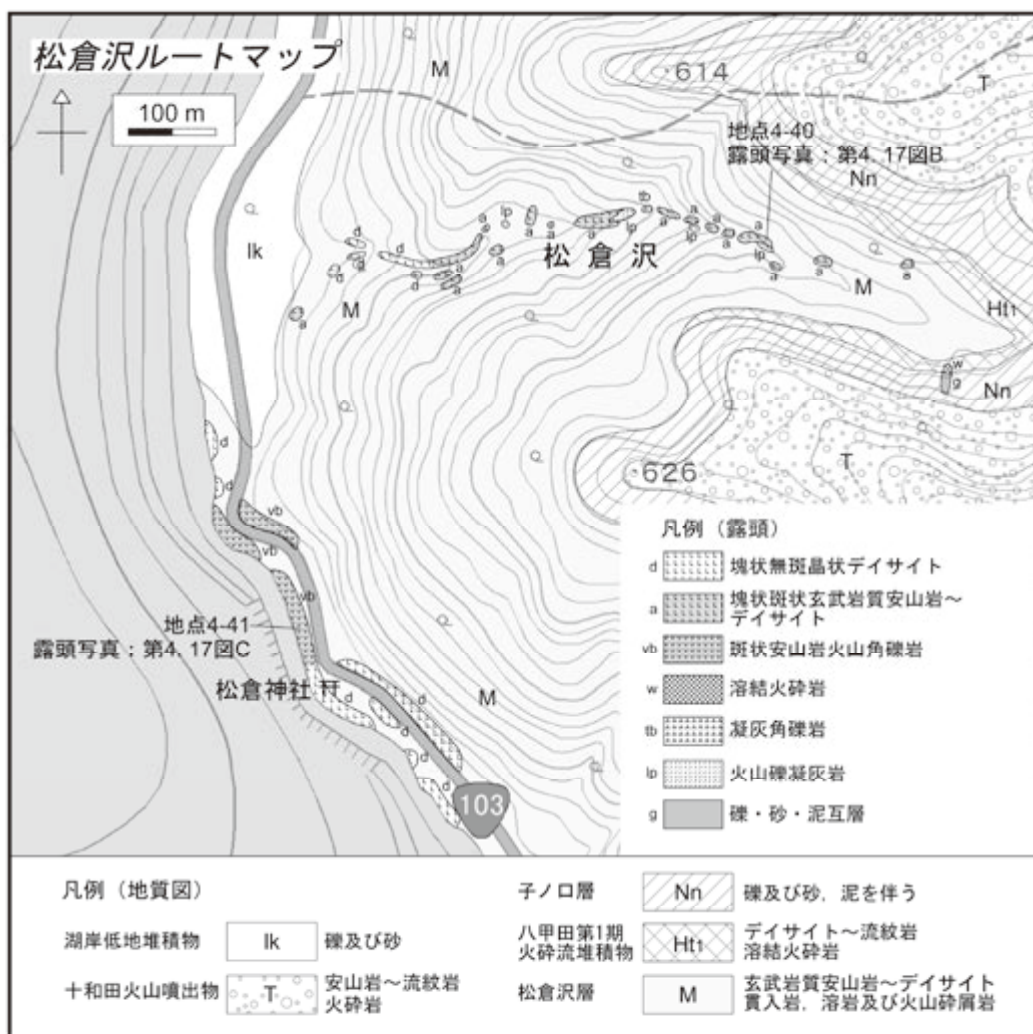 松倉沢ルートマップ
100 m
M
614
T
地点4-40
露頭写真：第4.17図B
Nn
lk
松倉沢
M
M
Ht1
Nn
626
T
地点4-41
露頭写真：第4.17図C
松倉神社
M
103
凡例（露頭）
d 塊状無斑晶状デイサイト
a 塊状斑状玄武岩質安山岩～
デイサイト
vb 斑状安山岩火山角礫岩
w 溶結火砕岩
tb 凝灰角礫岩
lp 火山礫凝灰岩
g 礫・砂・泥互層
凡例（地質図）
湖岸低地堆積物 lk 礫及び砂
十和田火山噴出物 T 安山岩～流紋岩
火砕岩
子ノ口層 Nn 礫及び砂，泥を伴う
八甲田第1期
火砕流堆積物 Ht1 デイサイト～流紋岩
溶結火砕岩
松倉沢層 M 玄武岩質安山岩～デイサイト
貫入岩，溶岩及び火山砕屑岩